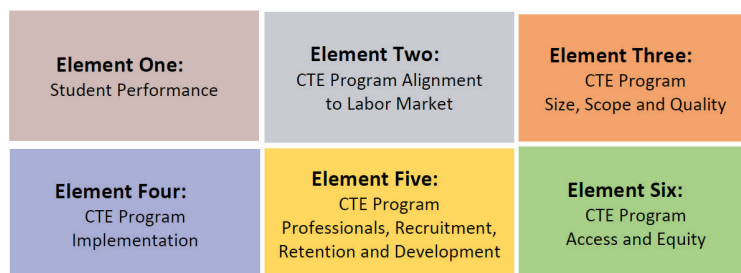 Element One:
Student Performance
Element Two:
CTE Program Alignment
to Labor Market
Element Three:
CTE Program
Size, Scope and Quality
Element Four:
CTE Program
Implementation
Element Five:
CTE Program
Professionals, Recruitment,
Retention and Development
Element Six:
CTE Program
Access and Equity